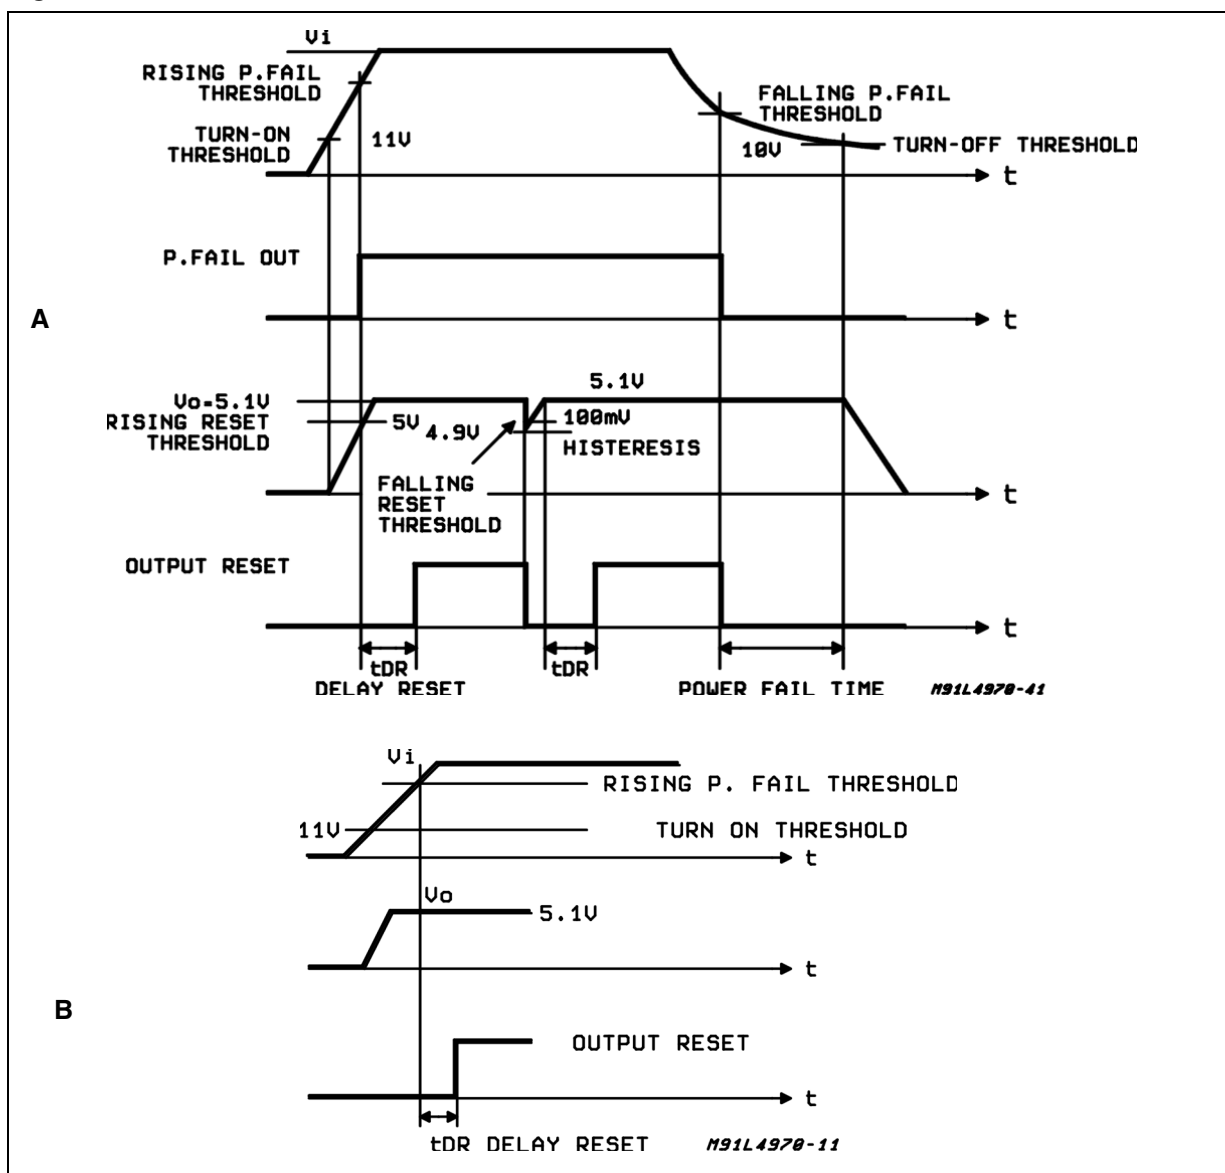 Vi
RISING P.FAIL
THRESHOLD
FALLING P.FAIL
THRESHOLD
TURN-ON
THRESHOLD
11V
10V
TURN-OFF THRESHOLD
t
P.FAIL OUT
t
A
Vo=5.1V
5.1V
RISING RESET
THRESHOLD
5V
4.9V
100mV
HISTERESIS
FALLING
RESET
THRESHOLD
t
OUTPUT RESET
t
tDR
tDR
DELAY RESET
POWER FAIL TIME
M91L4970-41
Vi
RISING P. FAIL THRESHOLD
11V
TURN ON THRESHOLD
t
Vo
5.1V
t
B
OUTPUT RESET
t
tDR DELAY RESET
M91L4970-11